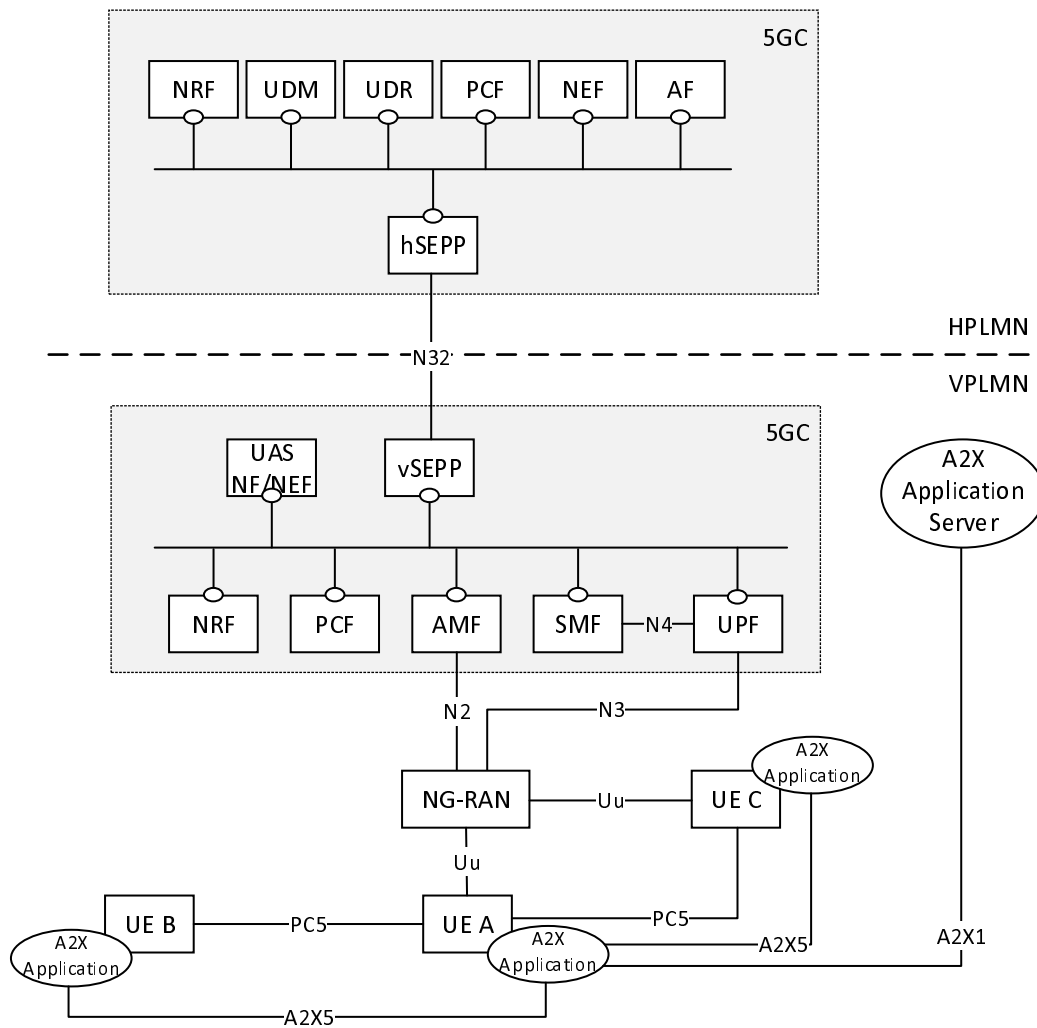 5GC
NRF
UDM
UDR
PCF
NEF
AF
hSEPP
HPLMN
N32
VPLMN
5GC
UAS
NF/NEF
vSEPP
A2X
Application
Server
NRF
PCF
AMF
SMF
N4
UPF
N2
N3
A2X
Application
NG-RAN
Uu
UE C
Uu
UE B
PC5
UE A
PC5
A2X
Application
A2X
Application
A2X5
A2X1
A2X5